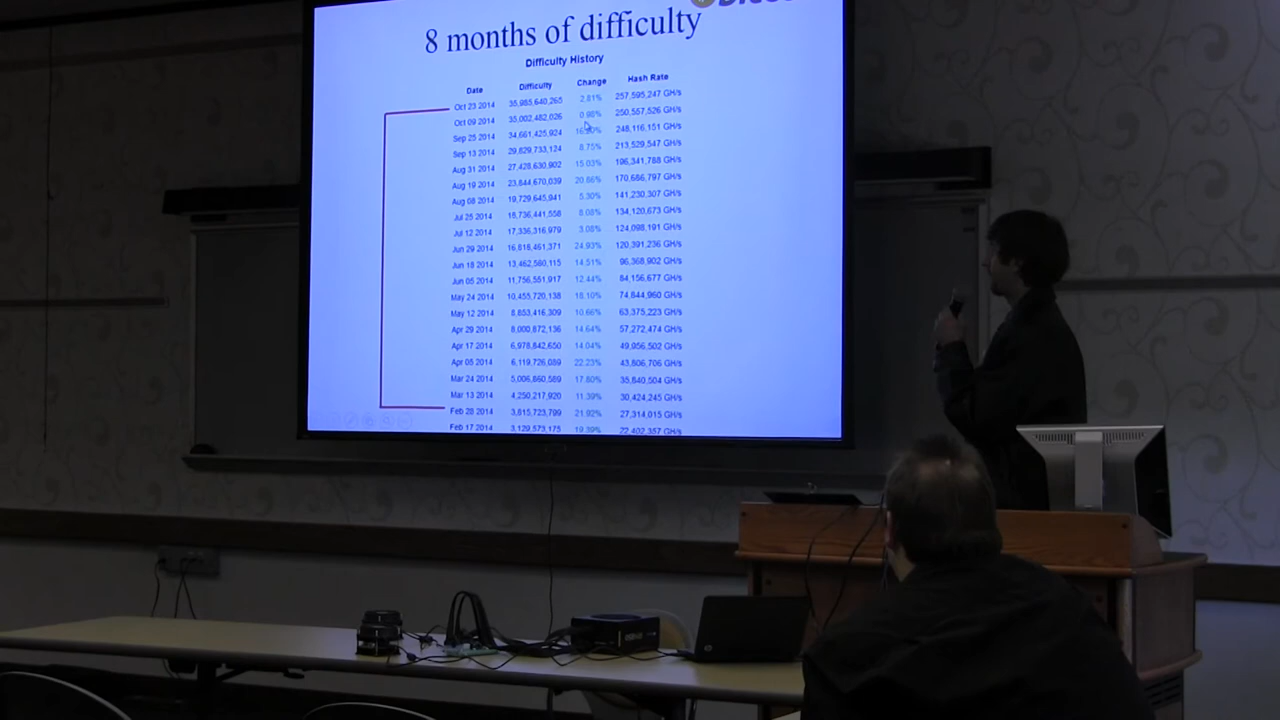 8 months of difficulty
Difficulty History
Date Difficulty Change Hash Rate
Oct 23 2014 35,985,640,265 2.81% 257,595,247 GH/s
Oct 09 2014 35,002,482,026 0.98% 250,557,526 GH/s
Sep 25 2014 34,661,425,924 248,116,151 GH/s
Sep 13 2014 29,829,733,124 8.75% 213,529,547 GH/s
Aug 31 2014 27,428,630,902 15.03% 196,341,788 GH/s
Aug 19 2014 23,844,670,039 20.86% 170,686,797 GH/s
Aug 08 2014 19,729,645,941 5.30% 141,230,307 GH/s
Jul 25 2014 18,736,441,558 8.08% 134,120,673 GH/s
Jul 12 2014 17,336,316,979 3.08% 124,098,191 GH/s
Jun 29 2014 16,818,461,371 24.93% 120,391,236 GH/s
Jun 18 2014 13,462,580,115 14.51% 96,368,902 GH/s
Jun 05 2014 11,756,551,917 12.44% 84,156,677 GH/s
May 24 2014 10,455,720,138 18.10% 74,844,960 GH/s
May 12 2014 8,853,416,309 10.66% 63,375,223 GH/s
Apr 29 2014 8,000,872,136 14.64% 57,272,474 GH/s
Apr 17 2014 6,978,842,650 14.04% 49,956,502 GH/s
Apr 05 2014 6,119,726,089 22.23% 43,806,706 GH/s
Mar 24 2014 5,006,860,589 17.80% 35,840,504 GH/s
Mar 13 2014 4,250,217,920 11.39% 30,424,245 GH/s
Feb 28 2014 3,815,723,799 21.92% 27,314,015 GH/s
Feb 17 2014 3,129,573,175 19.39% 22,402,357 GH/s